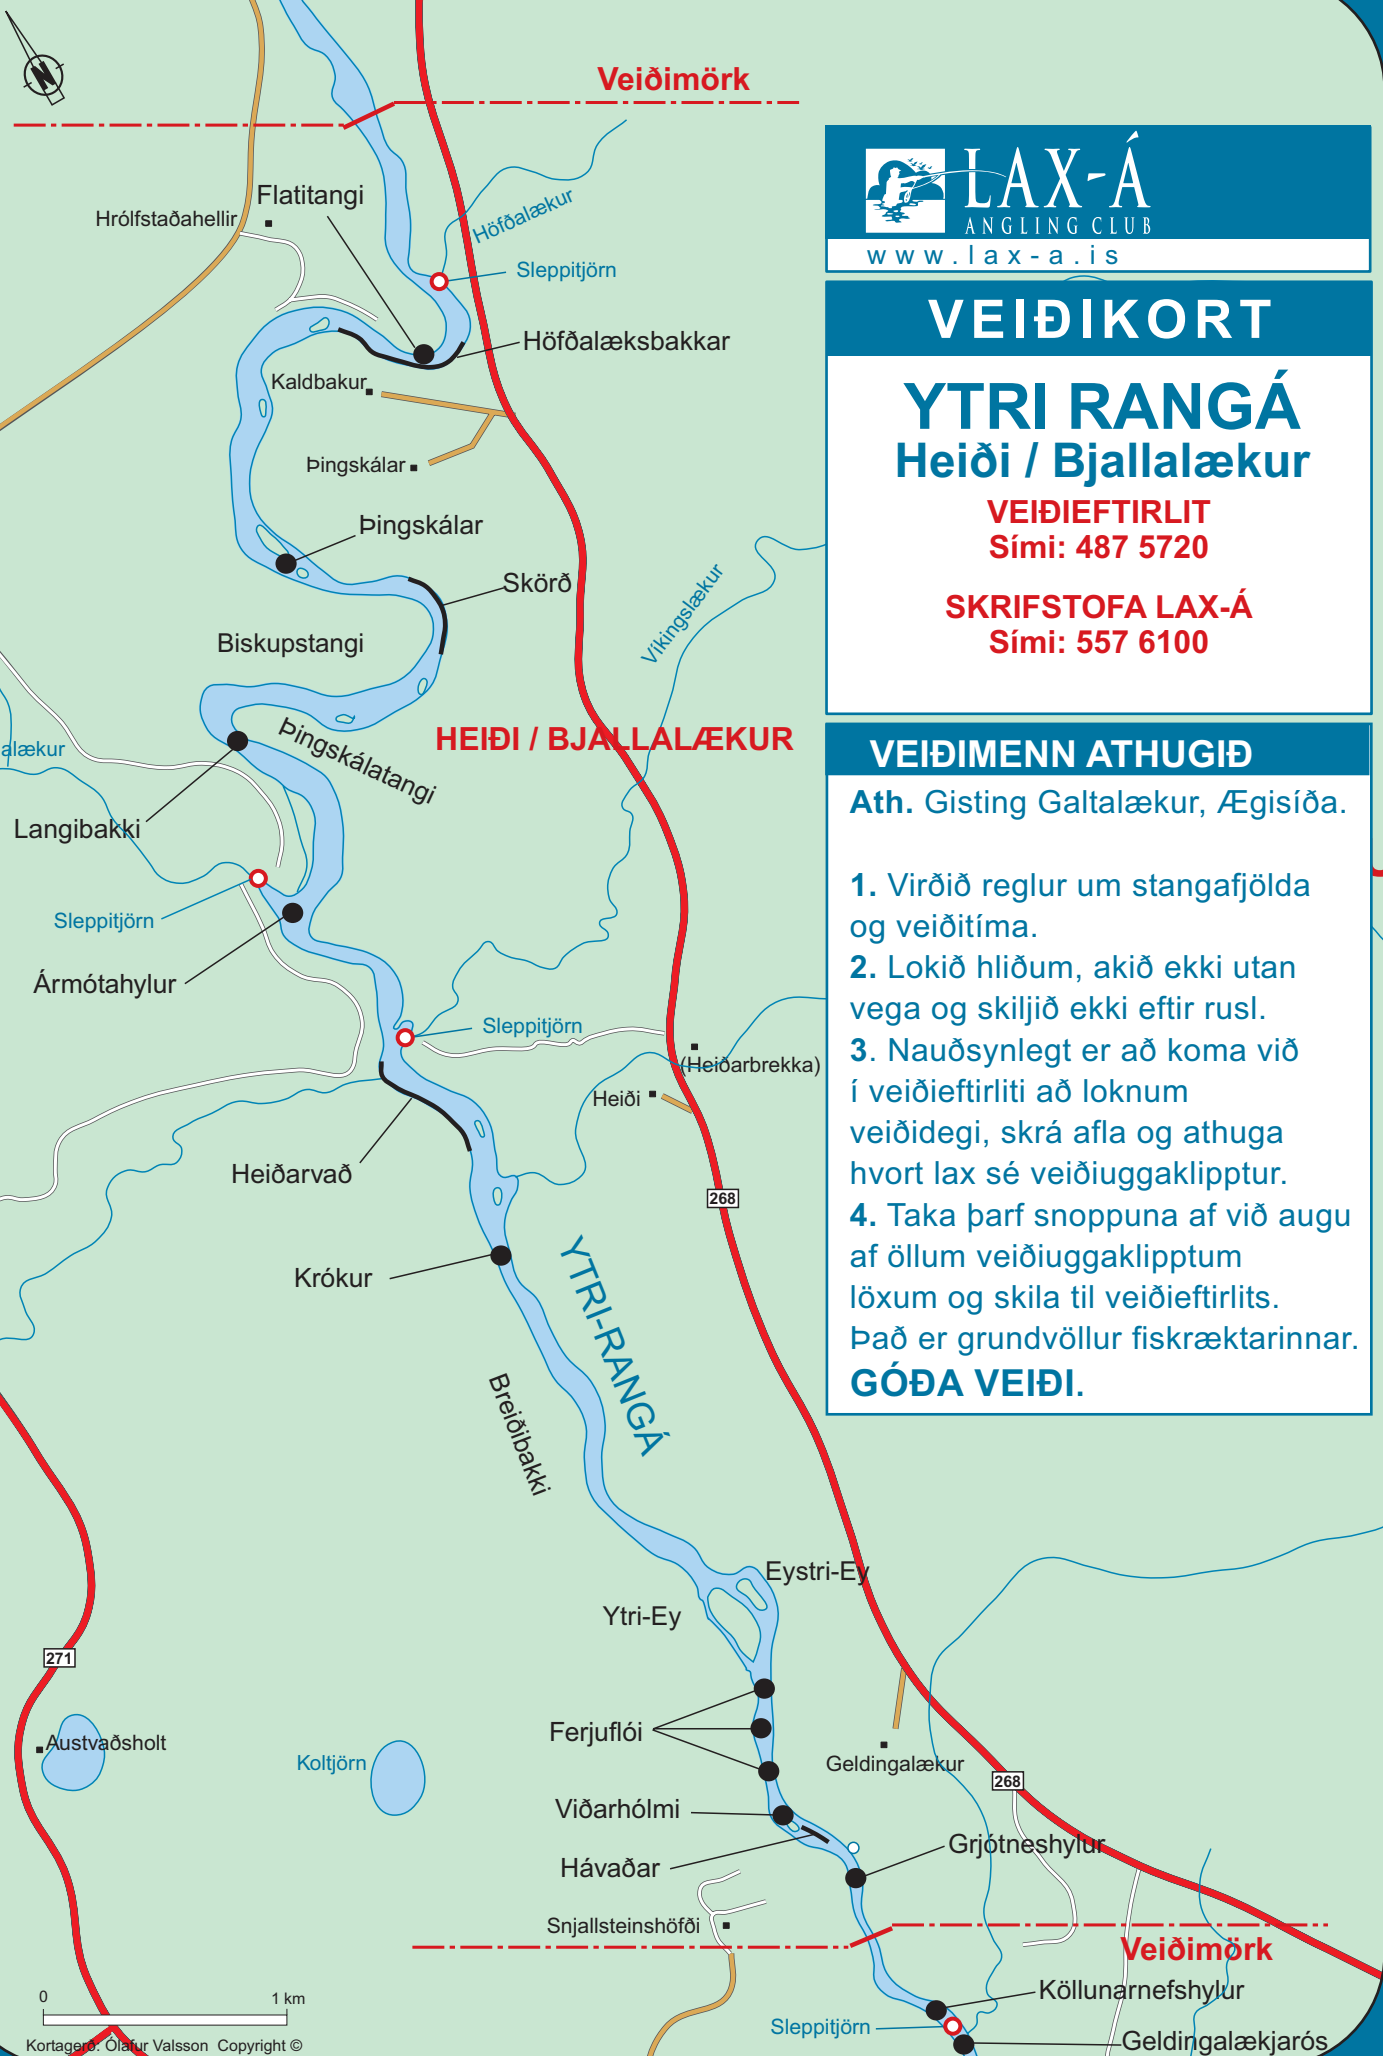 N
Veiðimörk
Flatitangi
Hrólfstaðahellir
Höfðalækur
Sleppitjörn
Höfðalæksbakkar
Kaldbakur
Þingskálar
Þingskálar
Skörð
Víkingslækur
Biskupstangi
Þingskálatangi
HEIÐI / BJALLALÆKUR
alækur
Langibakki
Sleppitjörn
Ármótahylur
Sleppitjörn
(Heiðarbrekka)
Heiði
Heiðarvað
268
Krókur
YTRI-RANGÁ
Breiðibakki
Eystri-Ey
Ytri-Ey
271
Ferjuflói
Austvaðsholt
Koltjörn
Geldingalækur
268
Viðarhólmi
Grjótneshylur
Hávaðar
Snjallsteinshöfði
Veiðimörk
Köllunarnefshylur
Sleppitjörn
Geldingalækjarós
0 1 km
Kortagerð: Ólafur Valsson Copyright ©
LAX-Á
ANGLING CLUB
www.lax-a.is
VEIÐIKORT
YTRI RANGÁ
Heiði / Bjallalækur
VEIÐIEFTIRLIT
Sími: 487 5720
SKRIFSTOFA LAX-Á
Sími: 557 6100
VEIÐIMENN ATHUGIÐ
Ath. Gisting Galtalækur, Ægisíða.
1. Virðið reglur um stangafjölda
og veiðitíma.
2. Lokið hliðum, akið ekki utan
vega og skiljið ekki eftir rusl.
3. Nauðsynlegt er að koma við
í veiðieftirliti að loknum
veiðidegi, skrá afla og athuga
hvort lax sé veiðiuggaklipptur.
4. Taka þarf snoppuna af við augu
af öllum veiðiuggaklipptum
löxum og skila til veiðieftirlits.
Það er grundvöllur fiskræktarinnar.
GÓÐA VEIÐI.